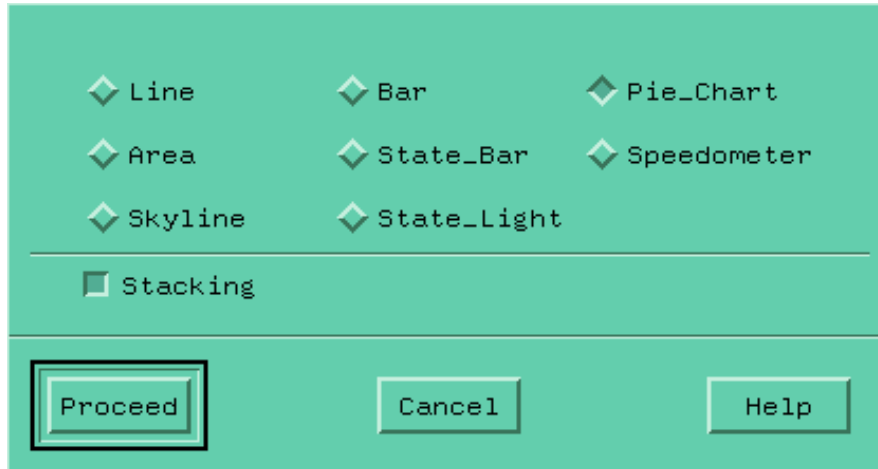 Line Bar Pie_Chart
Area State_Bar Speedometer
Skyline State_Light
Stacking
Proceed Cancel Help